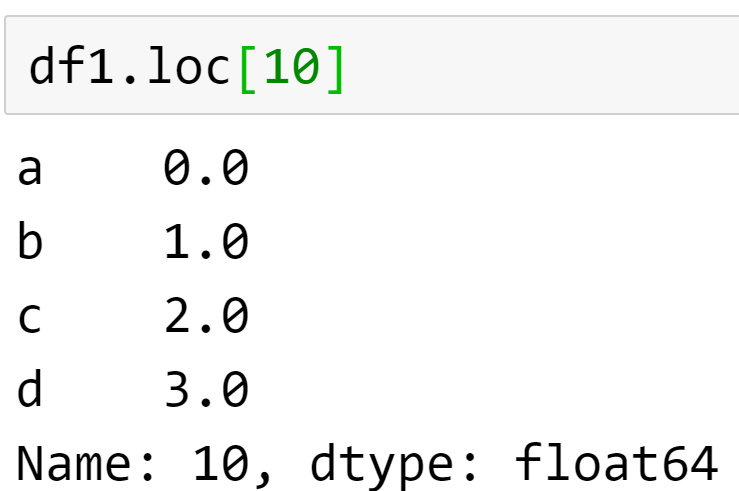 df1.loc[10]
a    0.0
b    1.0
c    2.0
d    3.0
Name: 10, dtype: float64